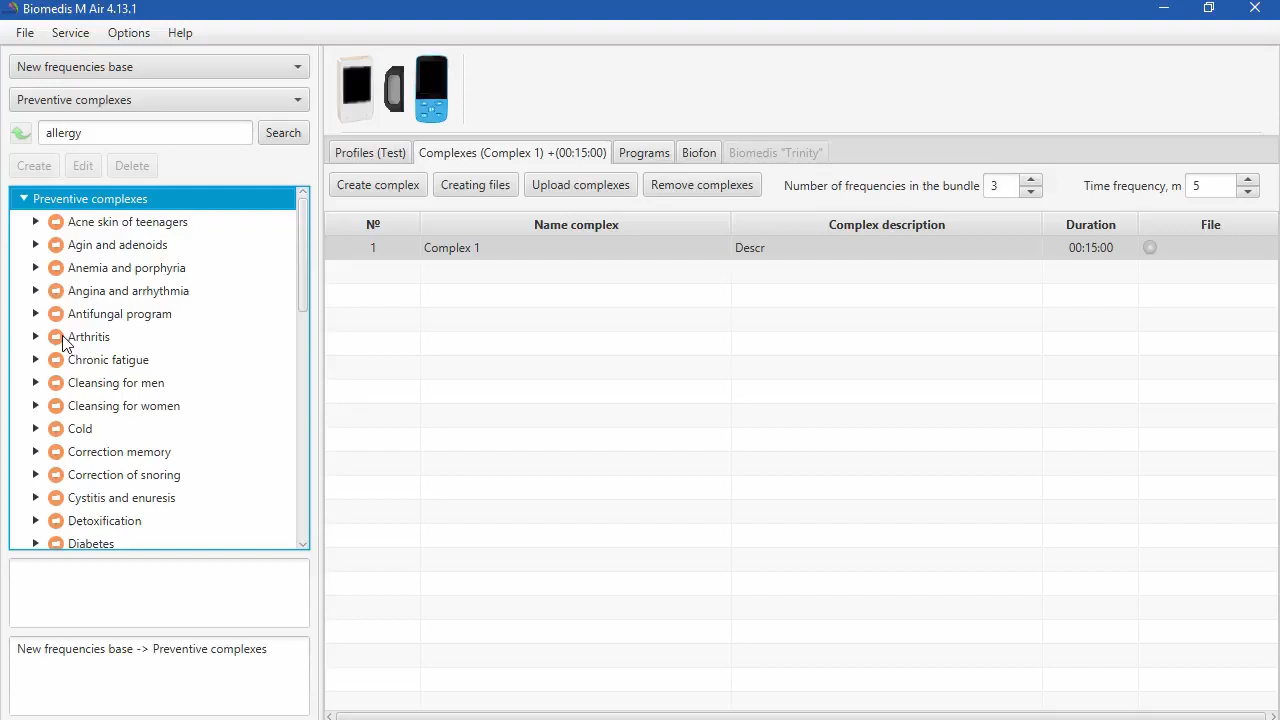 Biomedis M Air 4.13.1
File Service Options Help
New frequencies base
Preventive complexes
allergy Search
Create Edit Delete
Preventive complexes
Acne skin of teenagers
Agin and adenoids
Anemia and porphyria
Angina and arrhythmia
Antifungal program
Arthritis
Chronic fatigue
Cleansing for men
Cleansing for women
Cold
Correction memory
Correction of snoring
Cystitis and enuresis
Detoxification
Diabetes
New frequencies base -> Preventive complexes
Profiles (Test) Complexes (Complex 1) +(00:15:00) Programs Biofon Biomedis "Trinity"
Create complex Creating files Upload complexes Remove complexes Number of frequencies in the bundle 3 Time frequency, m 5
№ Name complex Complex description Duration File
1 Complex 1 Descr 00:15:00